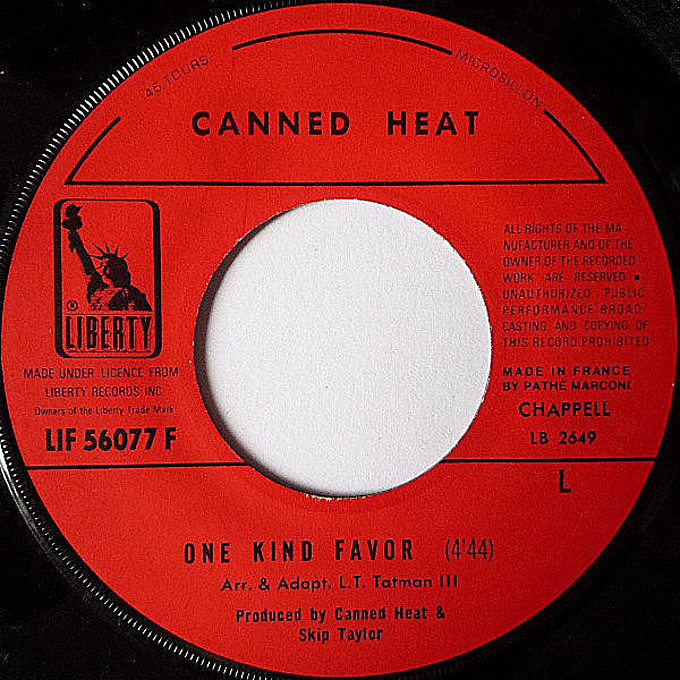 45 TOURS
MICROSILLON
CANNED HEAT
® LIBERTY
MADE UNDER LICENCE FROM
LIBERTY RECORDS INC
Owners of the Liberty Trade Mark
LIF 56077 F
ALL RIGHTS OF THE MA
NUFACTURER AND OF THE
OWNER OF THE RECORDED
WORK ARE RESERVED •
UNAUTHORIZED PUBLIC
PERFORMANCE BROAD
CASTING AND COPYING OF
THIS RECORD PROHIBITED
MADE IN FRANCE
BY PATHÉ MARCONI
CHAPPELL
LB 2649
L
ONE KIND FAVOR (4'44)
Arr. & Adapt. L.T. Tatman III
Produced by Canned Heat &
Skip Taylor